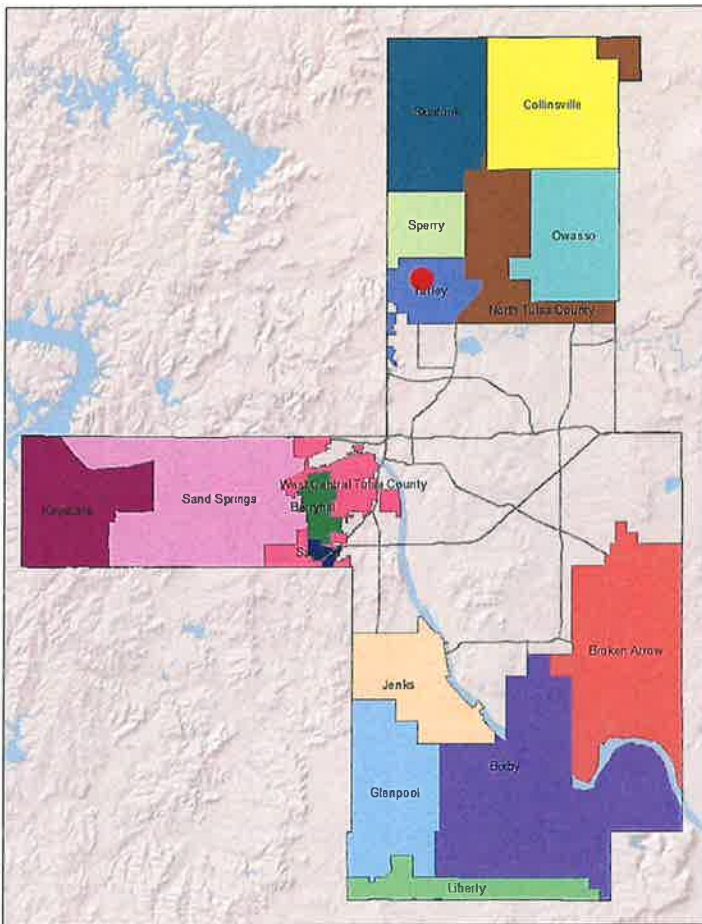 Skiatook
Collinsville
Sperry
Owasso
Turley
North Tulsa County
West Central Tulsa County
Sand Springs
Keystone
Berryhill
Broken Arrow
Jenks
Bixby
Glenpool
Liberty